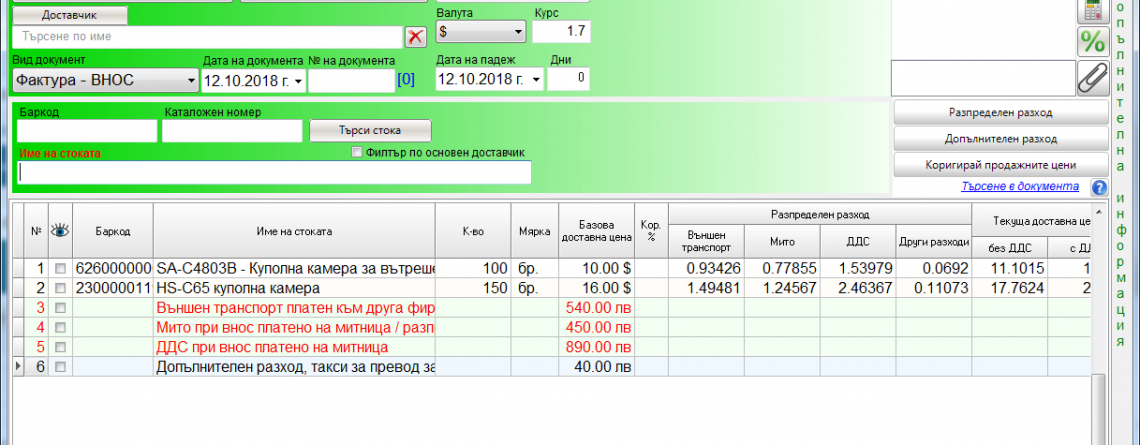 Доставчик
Търсене по име
Валута
Курс
$
1.7
Вид документ
Дата на документа
№ на документа
Дата на падеж
Дни
Фактура - ВНОС
12.10.2018 г.
[0]
12.10.2018 г.
0
%
Баркод
Каталожен номер
Търси стока
Име на стоката
Филтър по основен доставчик
Разпределен разход
Допълнителен разход
Коригирай продажните цени
Търсене в документа
?
опълнителна информация
№ Баркод Име на стоката К-во Мярка Базова доставна цена Кор. % Разпределен разход Текуща доставна це
Външен транспорт Мито ДДС Други разходи без ДДС с Д
1 626000000 SA-C4803B - Куполна камера за вътреше 100 бр. 10.00 $ 0.93426 0.77855 1.53979 0.0692 11.1015 1
2 230000011 HS-C65 куполна камера 150 бр. 16.00 $ 1.49481 1.24567 2.46367 0.11073 17.7624 2
3 Външен транспорт платен към друга фир 540.00 лв
4 Мито при внос платено на митница / разп 450.00 лв
5 ДДС при внос платено на митница 890.00 лв
6 Допълнителен разход, такси за превод за 40.00 лв